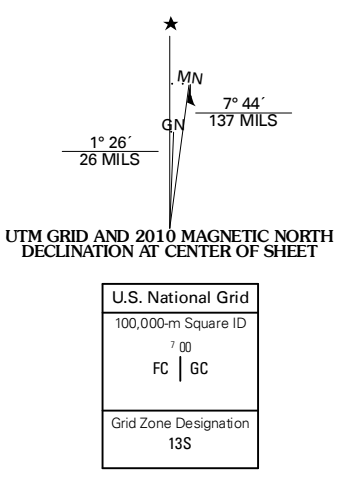 MN
7° 44´
137 MILS
GN
1° 26´
26 MILS
UTM GRID AND 2010 MAGNETIC NORTH
DECLINATION AT CENTER OF SHEET
U.S. National Grid
100,000-m Square ID
7 00
FC GC
Grid Zone Designation
13S